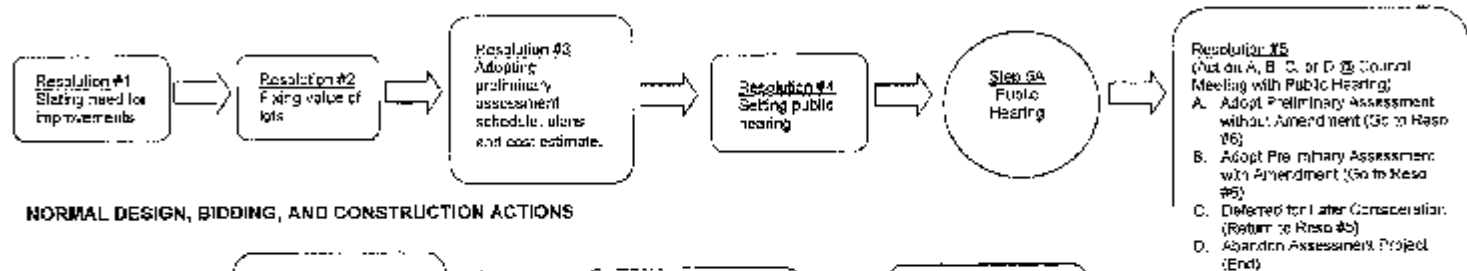 Resolution #1
Stating need for
improvements
Resolution #2
Fixing value of
lots
Resolution #3
Adopting
preliminary
assessment
schedule, plans
and cost estimate.
Resolution #4
Setting public
hearing
Step 5A
Public
Hearing
Resolution #5
(Action A, B, C, or D @ Council
Meeting with Public Hearing)
A. Adopt Preliminary Assessment
without Amendment (Go to Reso
#6)
B. Adopt Preliminary Assessment
with Amendment (Go to Reso
#6)
C. Deferred for Later Consideration
(Return to Reso #5)
D. Abandon Assessment Project
(End)
NORMAL DESIGN, BIDDING, AND CONSTRUCTION ACTIONS